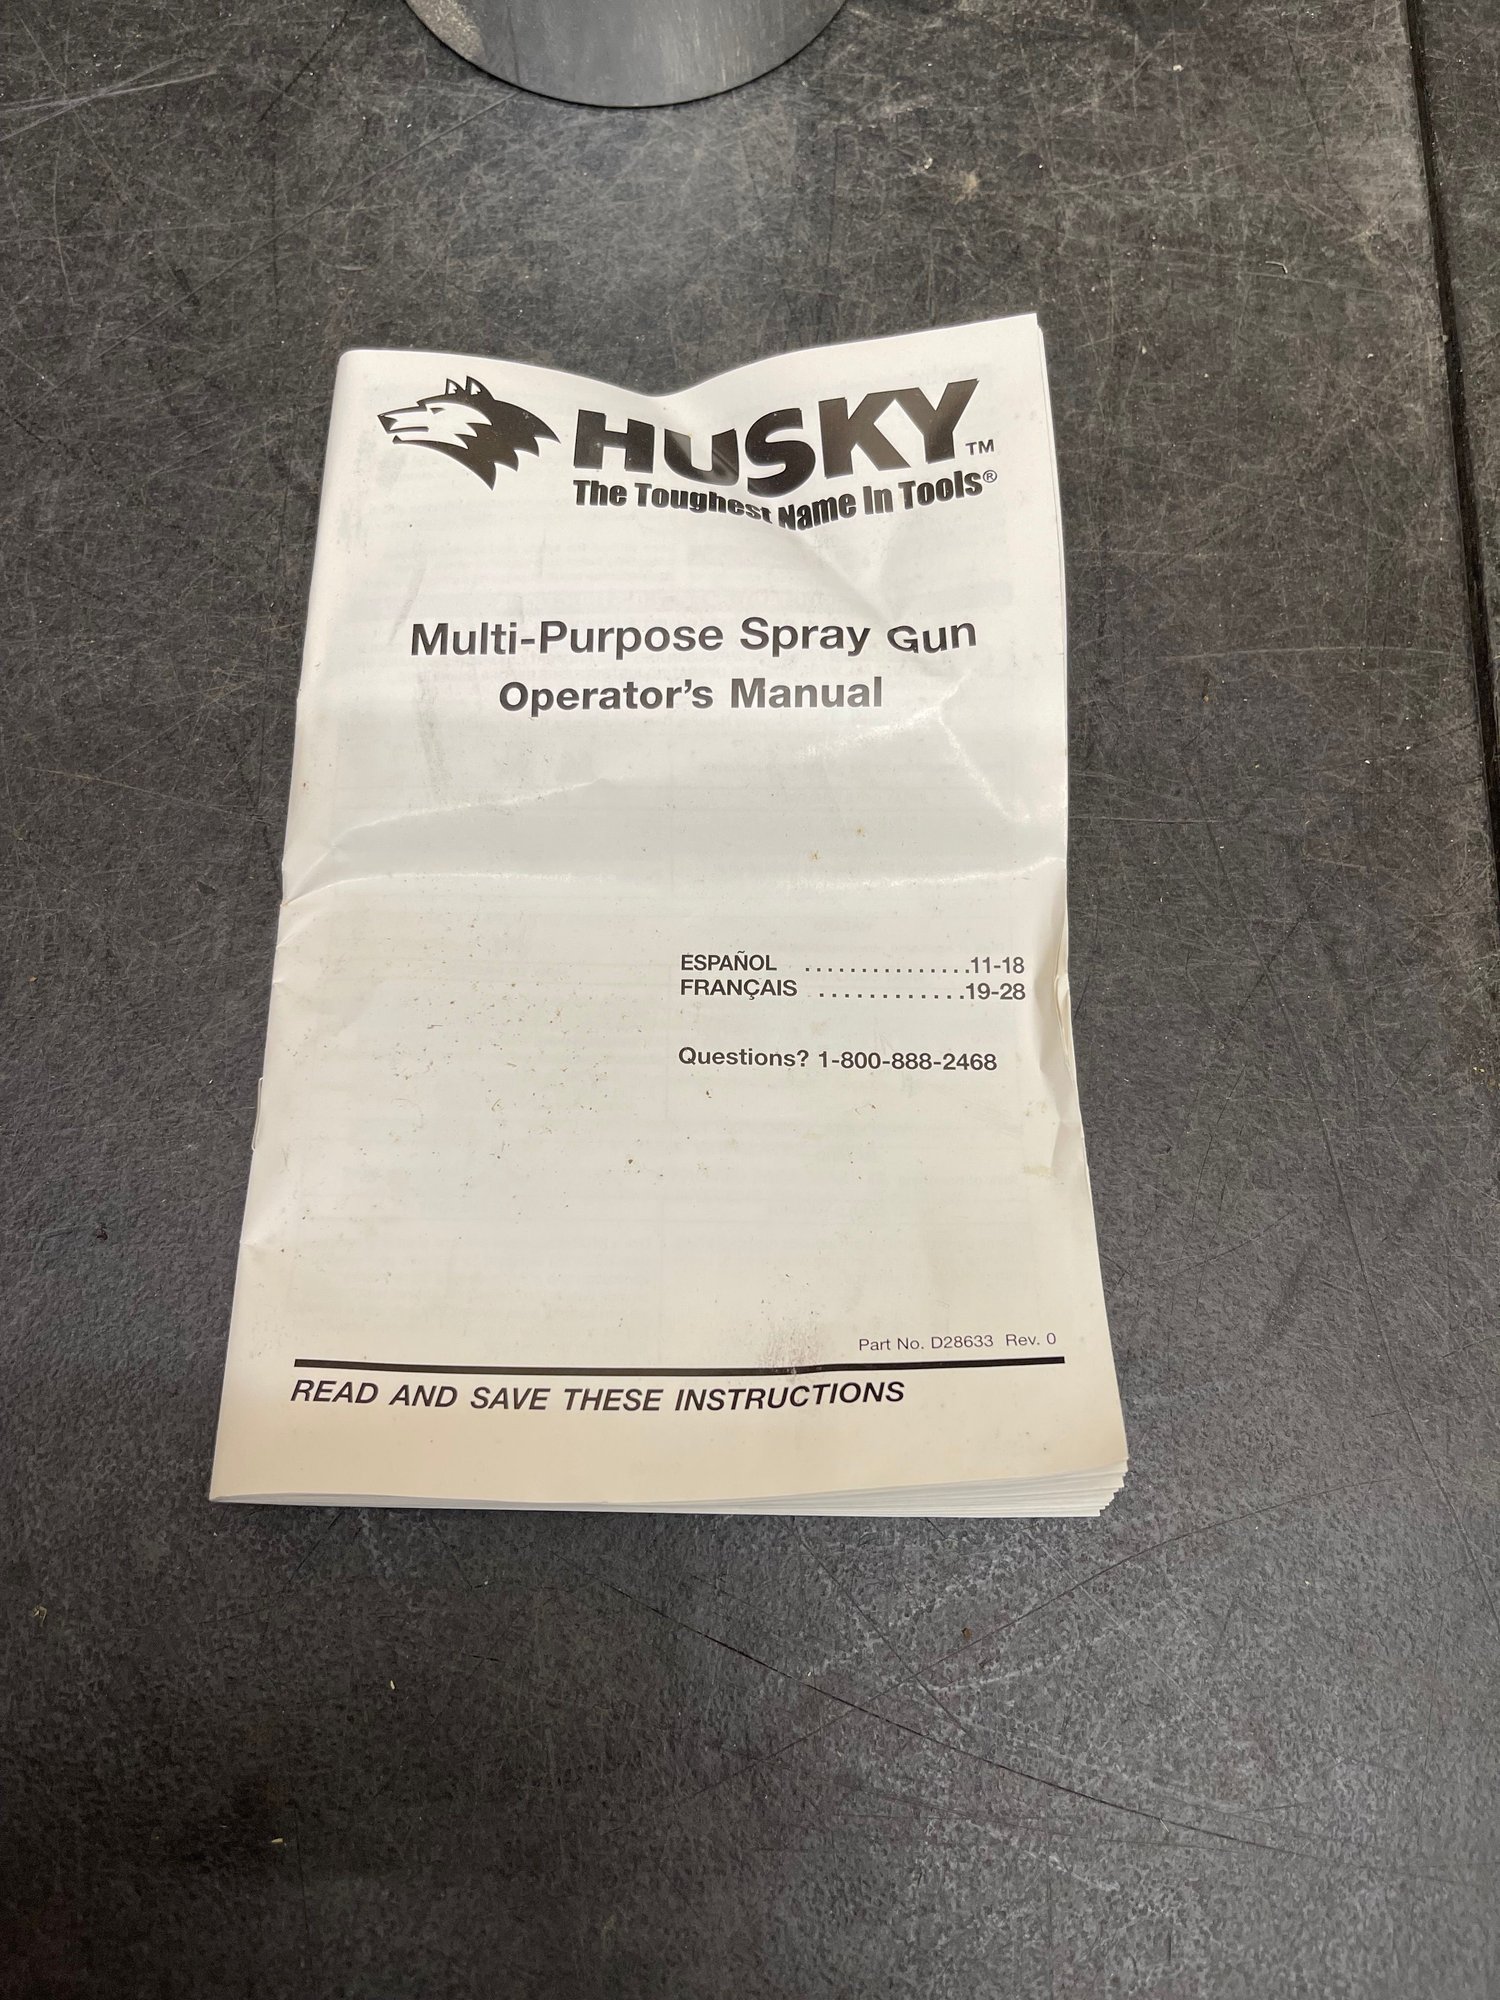 HUSKY™
The Toughest Name In Tools®
Multi-Purpose Spray Gun
Operator's Manual
ESPAÑOL ...............11-18
FRANÇAIS .............19-28
Questions? 1-800-888-2468
Part No. D28633 Rev. 0
READ AND SAVE THESE INSTRUCTIONS